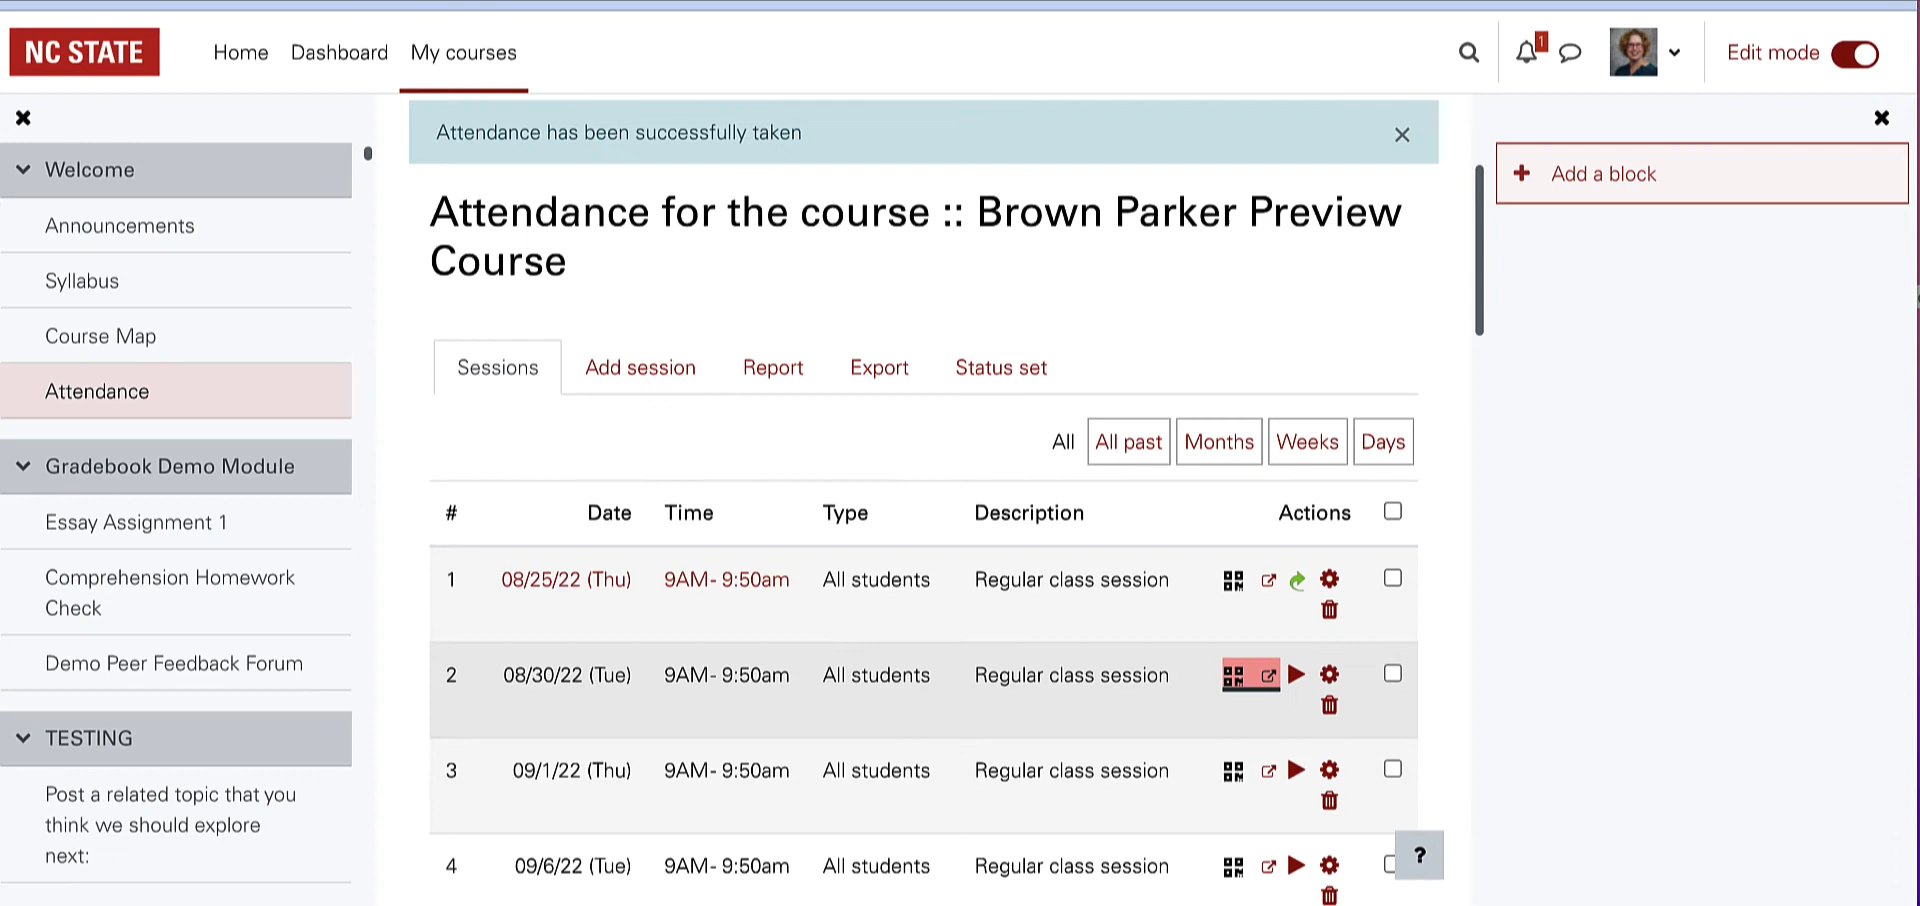 NC STATE
Home Dashboard My courses
1
Edit mode
Welcome
Announcements
Syllabus
Course Map
Attendance
Gradebook Demo Module
Essay Assignment 1
Comprehension Homework
Check
Demo Peer Feedback Forum
TESTING
Post a related topic that you
think we should explore
next:
Attendance has been successfully taken
Attendance for the course :: Brown Parker Preview
Course
Sessions Add session Report Export Status set
All All past Months Weeks Days
# Date Time Type Description Actions
1 08/25/22 (Thu) 9AM - 9:50am All students Regular class session
2 08/30/22 (Tue) 9AM - 9:50am All students Regular class session
3 09/1/22 (Thu) 9AM - 9:50am All students Regular class session
4 09/6/22 (Tue) 9AM - 9:50am All students Regular class session
?
Add a block